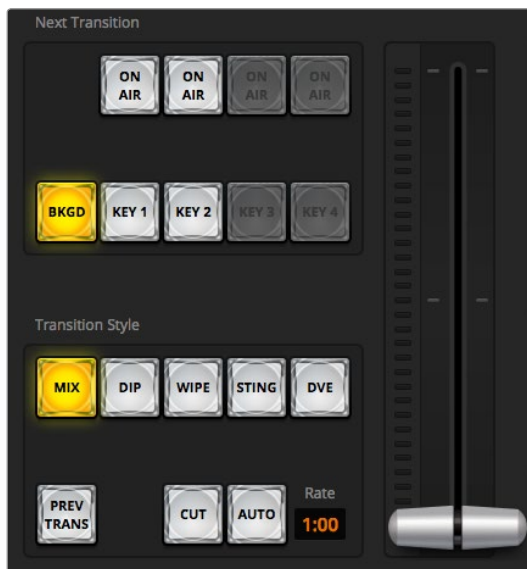 Next Transition
ON AIR ON AIR ON AIR ON AIR
BKGD KEY 1 KEY 2 KEY 3 KEY 4
Transition Style
MIX DIP WIPE STING DVE
PREV TRANS CUT AUTO Rate 1:00